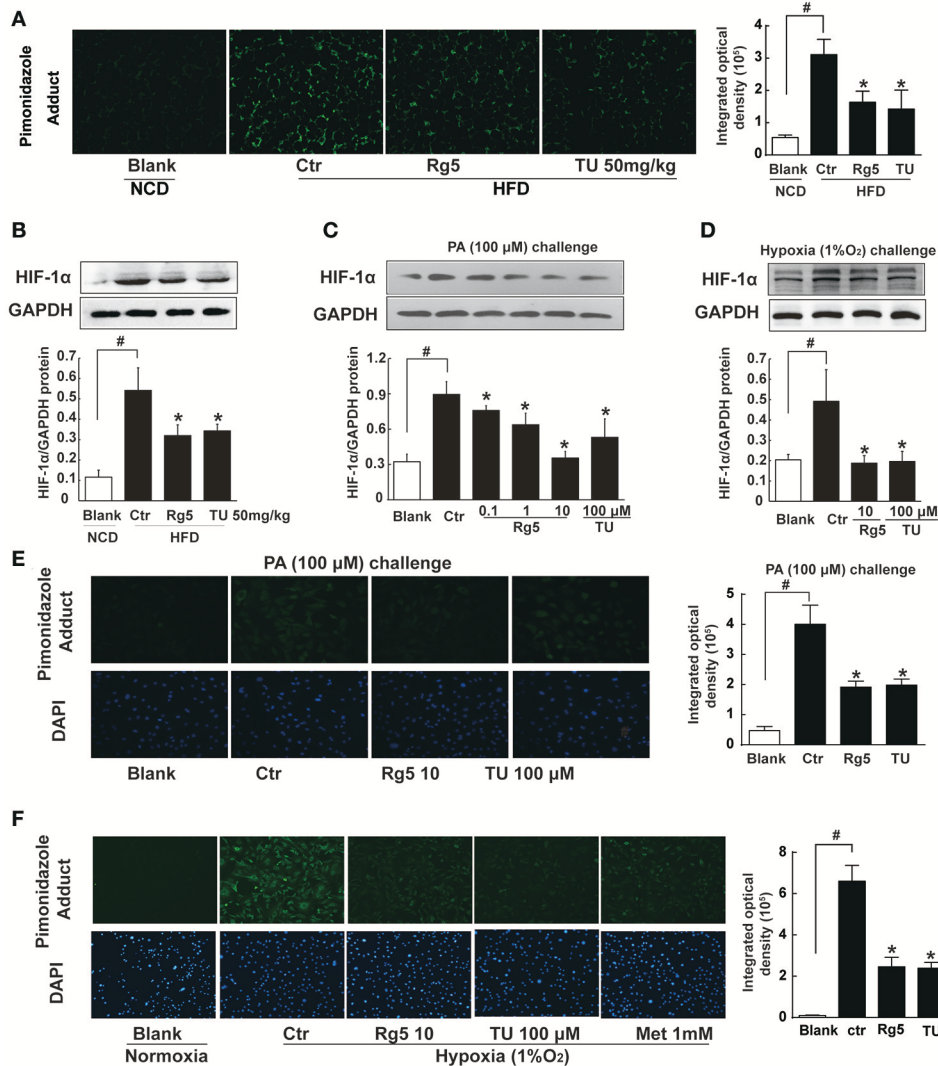 A
Pimonidazole
Adduct
Blank
Ctr
Rg5
TU 50mg/kg
NCD
HFD
Integrated optical
density (10⁵)
4
3
2
1
0
#
*
*
Blank
Ctr
Rg5
TU
NCD
HFD
B
HIF-1α
GAPDH
HIF-1α/GAPDH protein
0.7
0.6
0.5
0.4
0.3
0.2
0.1
0
#
*
*
Blank
Ctr
Rg5
TU 50mg/kg
NCD
HFD
C
PA (100 µM) challenge
HIF-1α
GAPDH
HIF-1α/GAPDH protein
1.2
0.9
0.6
0.3
0
#
*
*
*
*
Blank
Ctr
0.1
1
10
100 µM
Rg5
TU
D
Hypoxia (1%O₂) challenge
HIF-1α
GAPDH
HIF-1α/GAPDH protein
0.7
0.6
0.5
0.4
0.3
0.2
0.1
0
#
*
*
Blank
Ctr
10
100 µM
Rg5
TU
E
PA (100 µM) challenge
Pimonidazole
Adduct
DAPI
Blank
Ctr
Rg5 10
TU 100 µM
PA (100 µM) challenge
Integrated optical
density (10⁵)
5
4
3
2
1
0
#
*
*
Blank
Ctr
Rg5
TU
F
Pimonidazole
Adduct
DAPI
Blank
Ctr
Rg5 10
TU 100 µM
Met 1mM
Normoxia
Hypoxia (1%O₂)
Integrated optical
density (10⁵)
8
6
4
2
0
#
*
*
Blank
ctr
Rg5
TU